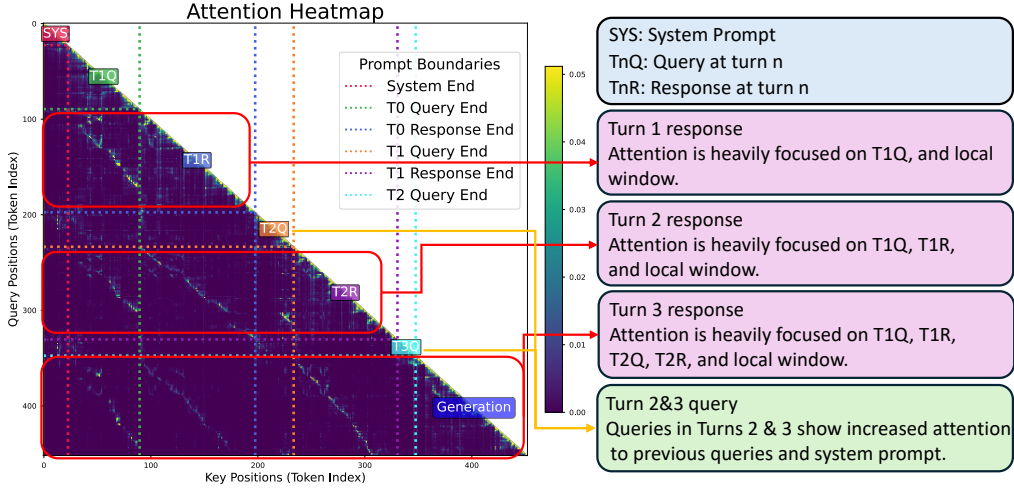 Attention Heatmap
0
100
200
300
400
Query Positions (Token Index)
0
100
200
300
400
Key Positions (Token Index)
SYS
T1Q
T1R
T2Q
T2R
T3Q
Generation
Prompt Boundaries
System End
T0 Query End
T0 Response End
T1 Query End
T1 Response End
T2 Query End
0.05
0.04
0.03
0.02
0.01
0.00
SYS: System Prompt
TnQ: Query at turn n
TnR: Response at turn n
Turn 1 response
Attention is heavily focused on T1Q, and local
window.
Turn 2 response
Attention is heavily focused on T1Q, T1R,
and local window.
Turn 3 response
Attention is heavily focused on T1Q, T1R,
T2Q, T2R, and local window.
Turn 2&3 query
Queries in Turns 2 & 3 show increased attention
to previous queries and system prompt.